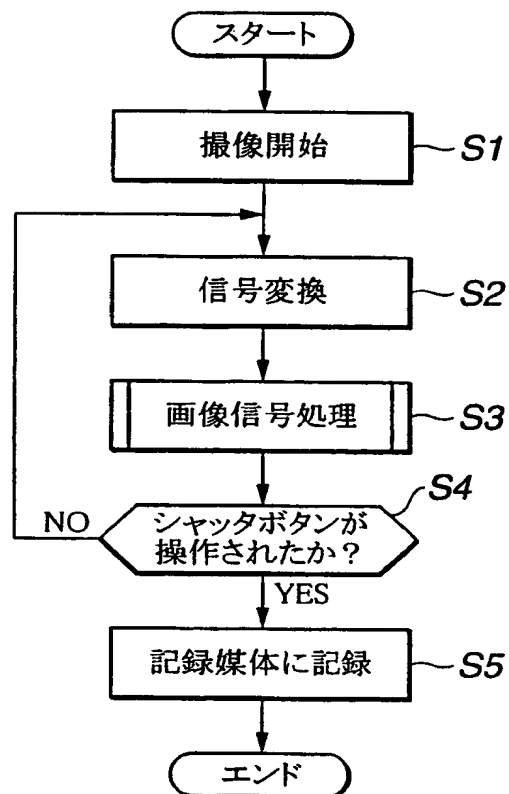 スタート
撮像開始
S1
信号変換
S2
画像信号処理
S3
S4
シャッタボタンが
操作されたか？
NO
YES
記録媒体に記録
S5
エンド